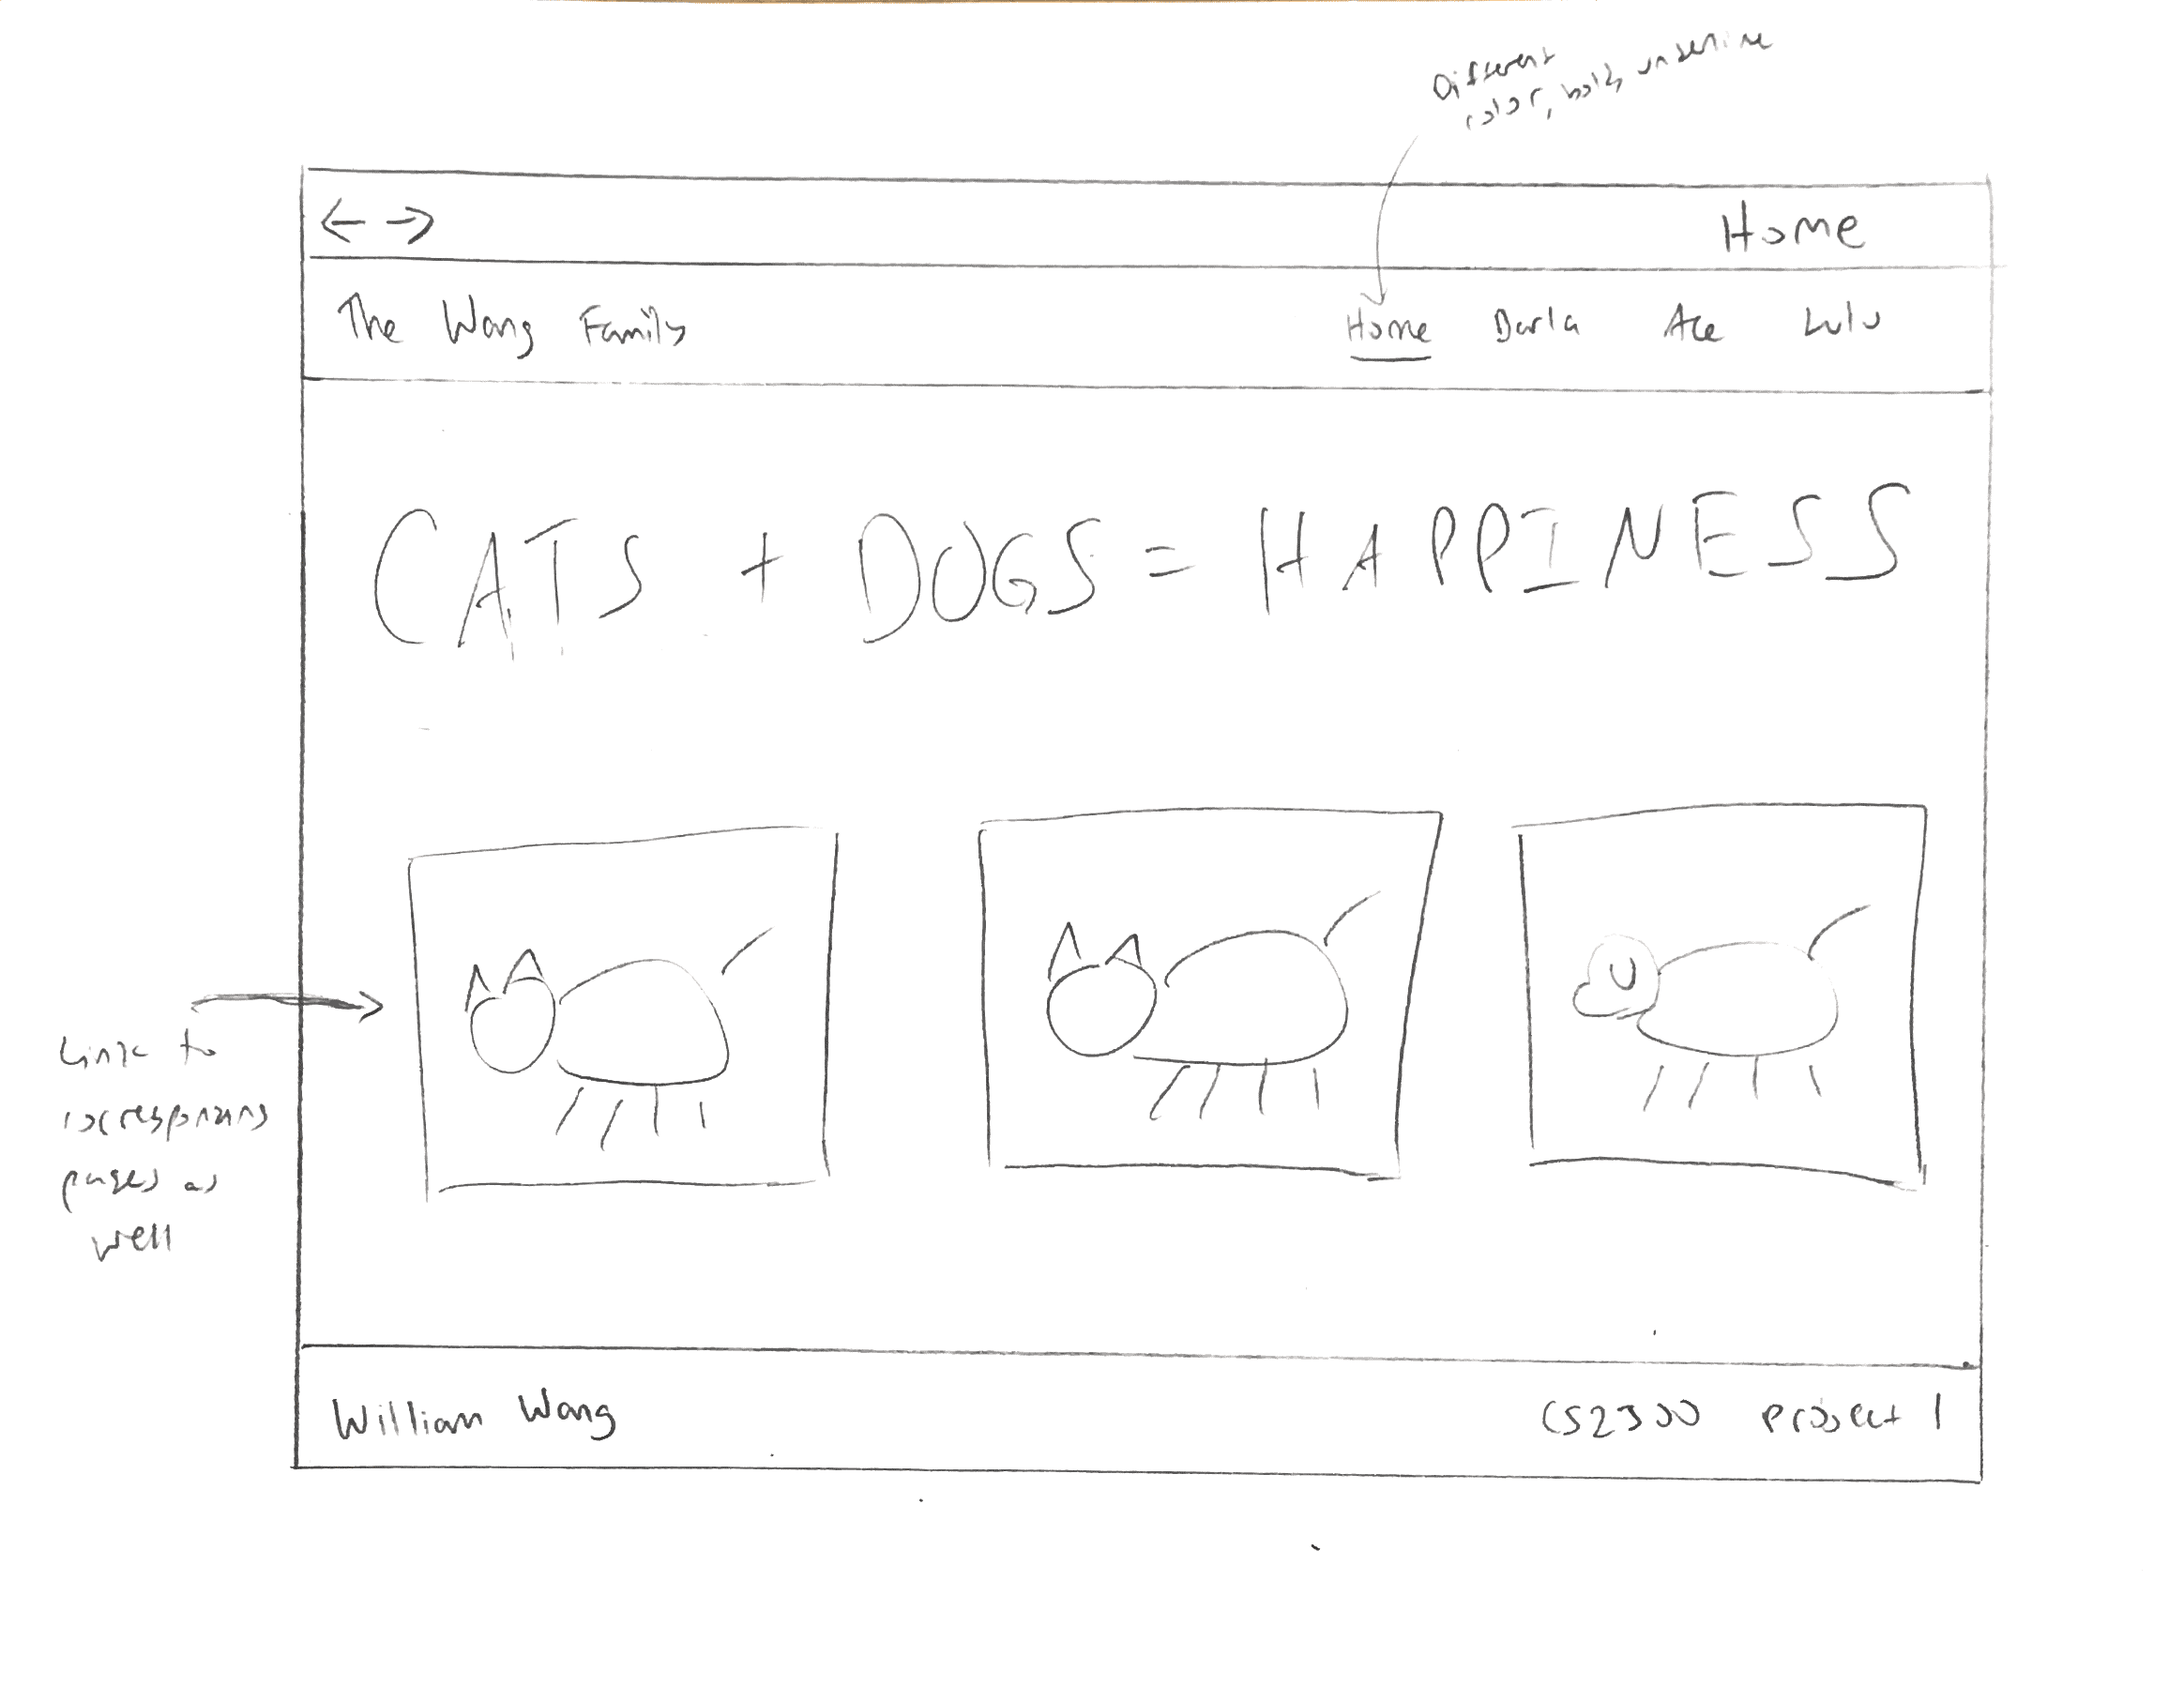 Different
color, bold, underline
Home
The Wang Family
Home Darla Ace Lulu
CATS + DOGS = HAPPINESS
Link to
corresponding
pages as
well
William Wang
CS2300 Project 1